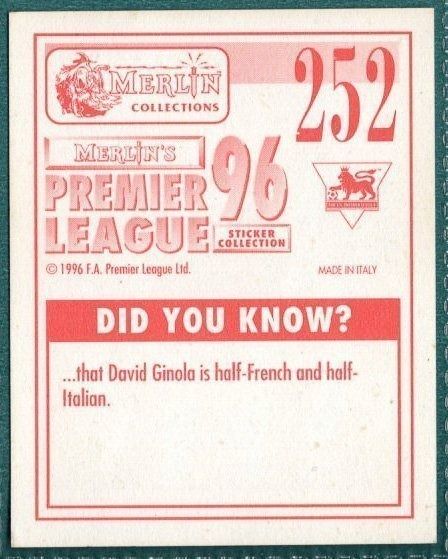 MERLIN
COLLECTIONS
252
MERLIN'S
PREMIER
LEAGUE
96
STICKER
COLLECTION
© 1996 F.A. Premier League Ltd.
MADE IN ITALY
DID YOU KNOW?
...that David Ginola is half-French and half-
Italian.